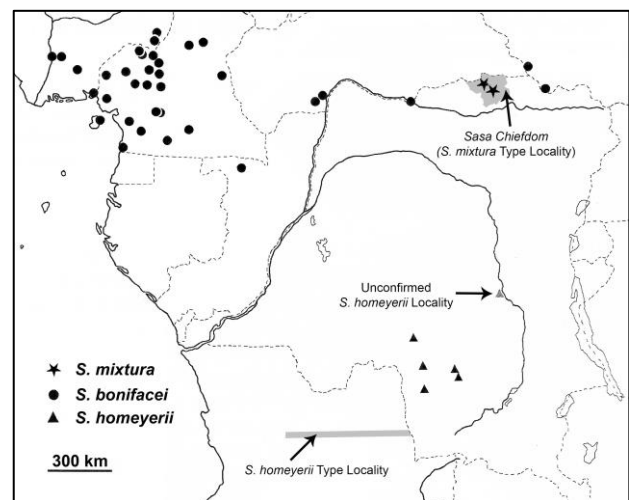 Sasa Chiefdom
(S. mixtura Type Locality)
Unconfirmed
S. homeyerii Locality
S. mixtura
S. bonifacei
S. homeyerii
300 km
S. homeyerii Type Locality